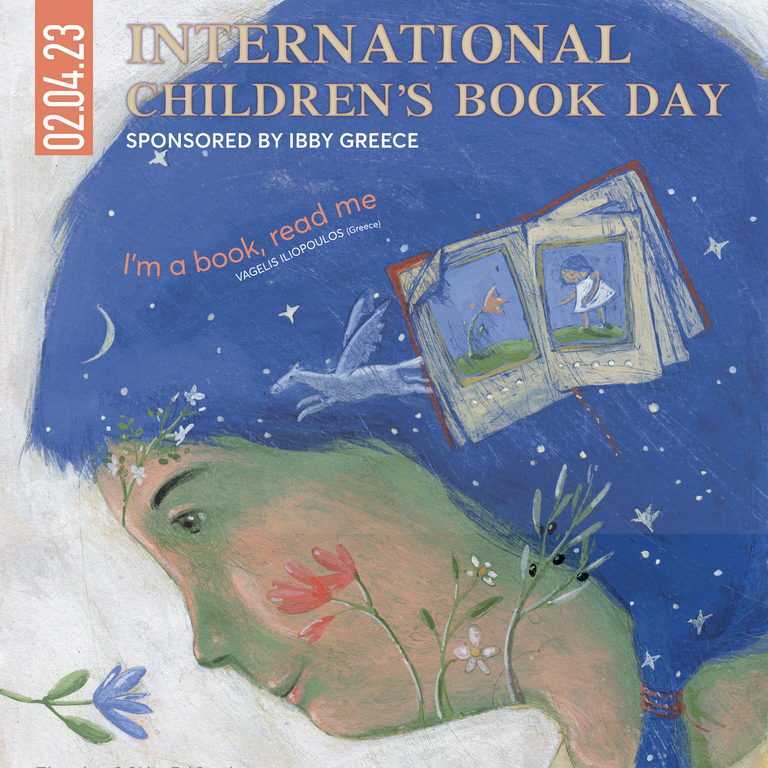 02.04.23
INTERNATIONAL
CHILDREN'S BOOK DAY
SPONSORED BY IBBY GREECE
I'm a book, read me
VAGELIS ILIOPOULOS (Greece)